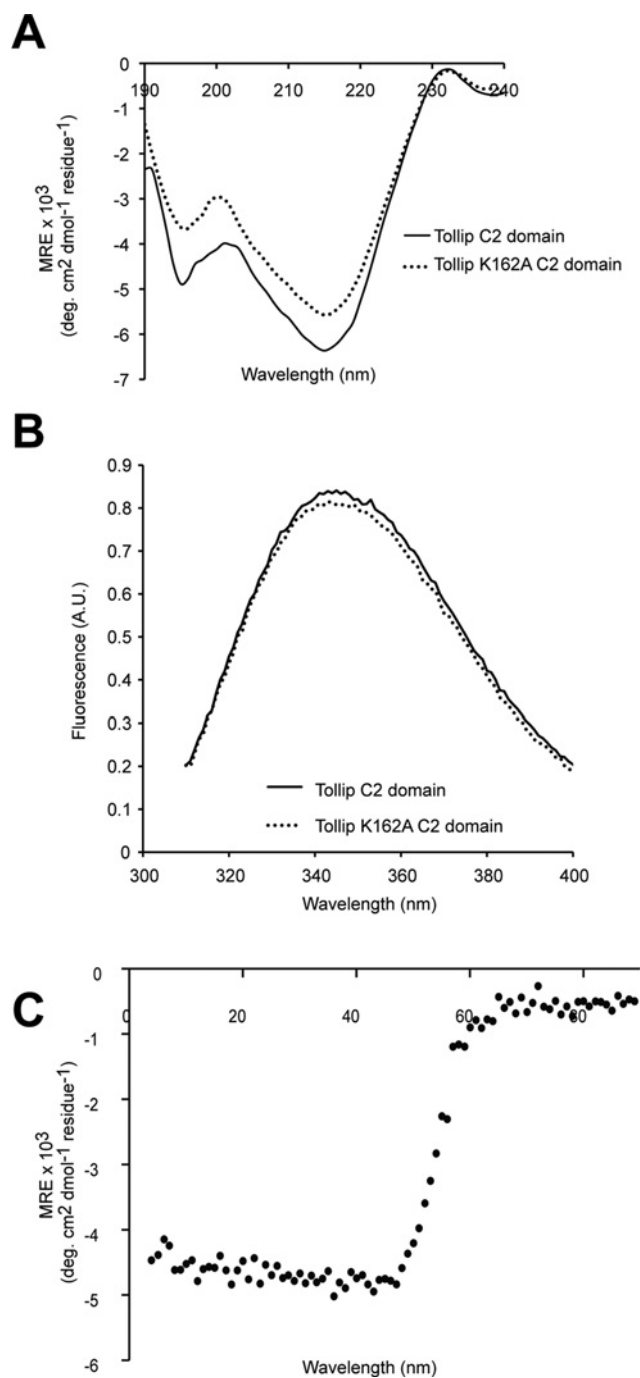 A
0
190 200 210 220 230 240
-1
-2
-3
-4
-5
-6
-7
MRE x 10³
(deg. cm2 dmol-1 residue-1)
Tollip C2 domain
Tollip K162A C2 domain
Wavelength (nm)
B
0.9
0.8
0.7
0.6
0.5
0.4
0.3
0.2
0.1
0
Fluorescence (A.U.)
Tollip C2 domain
Tollip K162A C2 domain
300 320 340 360 380 400
Wavelength (nm)
C
0
0 20 40 60 80
-1
-2
-3
-4
-5
-6
MRE x 10³
(deg. cm2 dmol-1 residue-1)
Wavelength (nm)